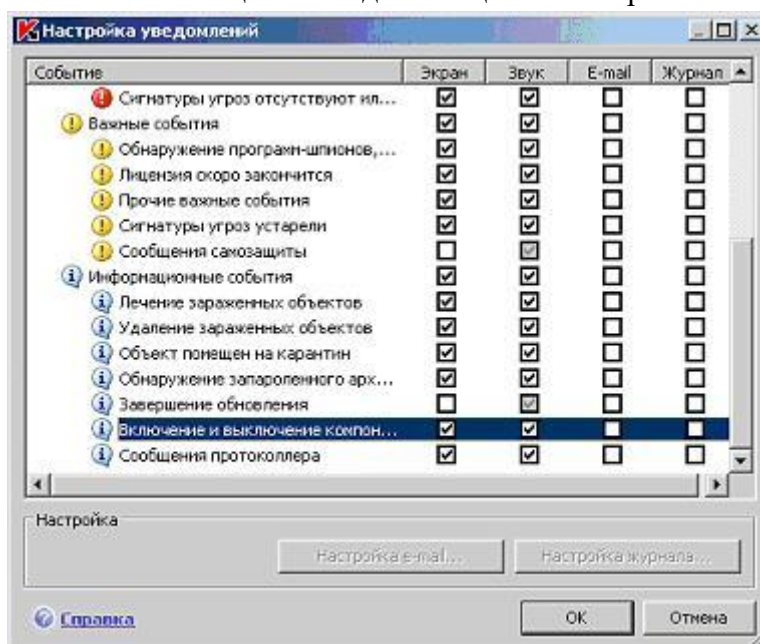 Настройка уведомлений
Событие Экран Звук E-mail Журнал
Сигнатуры угроз отсутствуют ил...
Важные события
Обнаружение программ-шпионов,...
Лицензия скоро закончится
Прочие важные события
Сигнатуры угроз устарели
Сообщения самозащиты
Информационные события
Лечение зараженных объектов
Удаление зараженных объектов
Объект помещен на карантин
Обнаружение запароленного арх...
Завершение обновления
Включение и выключение компон...
Сообщения протоколлера
Настройка
Настройка e-mail... Настройка журнала...
Справка OK Отмена